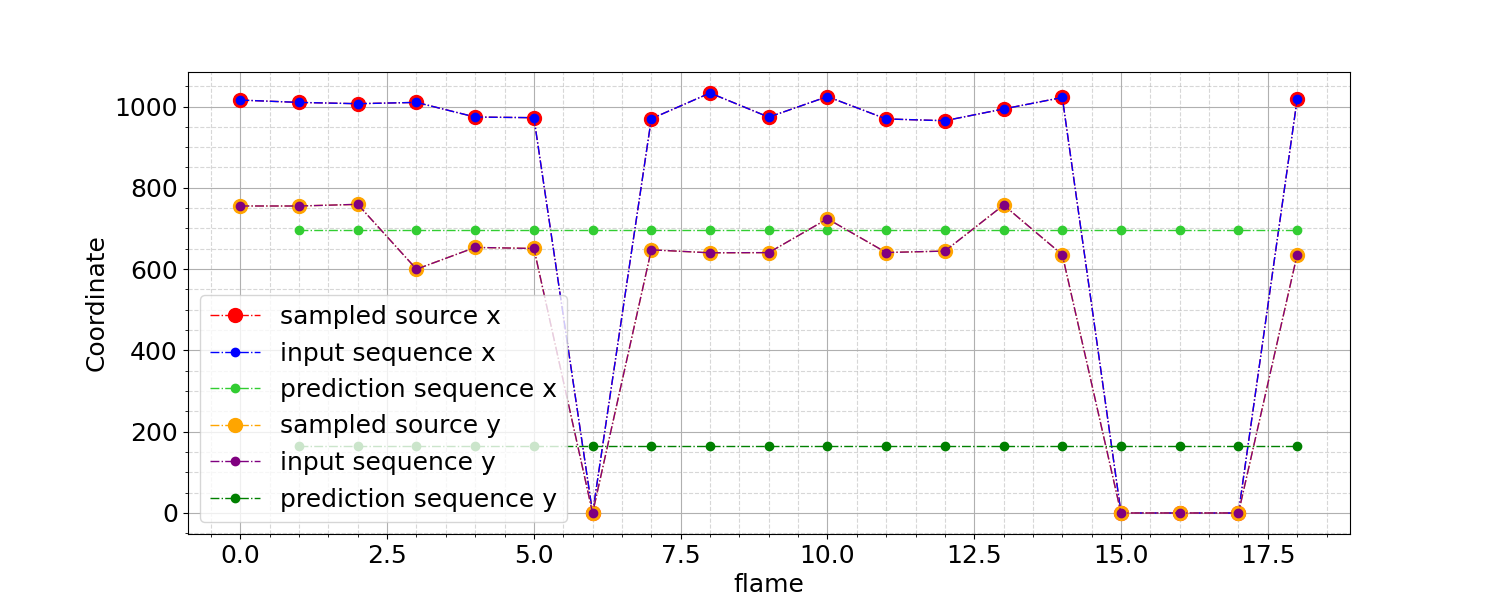 1000
800
600
400
200
0
Coordinate
sampled source x
input sequence x
prediction sequence x
sampled source y
input sequence y
prediction sequence y
0.0 2.5 5.0 7.5 10.0 12.5 15.0 17.5
flame